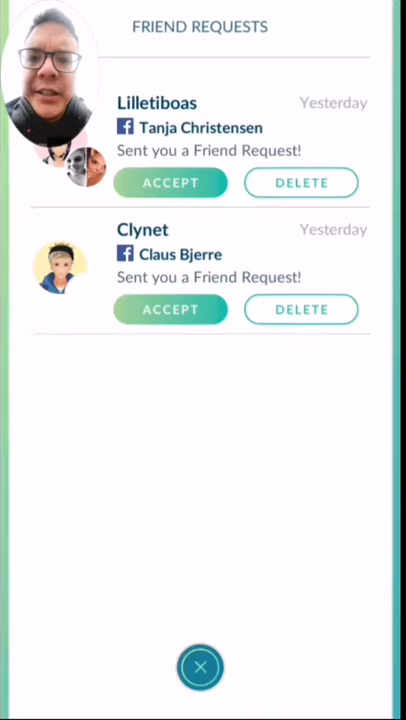 FRIEND REQUESTS
Lilletiboas
Yesterday
Tanja Christensen
Sent you a Friend Request!
ACCEPT
DELETE
Clynet
Yesterday
Claus Bjerre
Sent you a Friend Request!
ACCEPT
DELETE